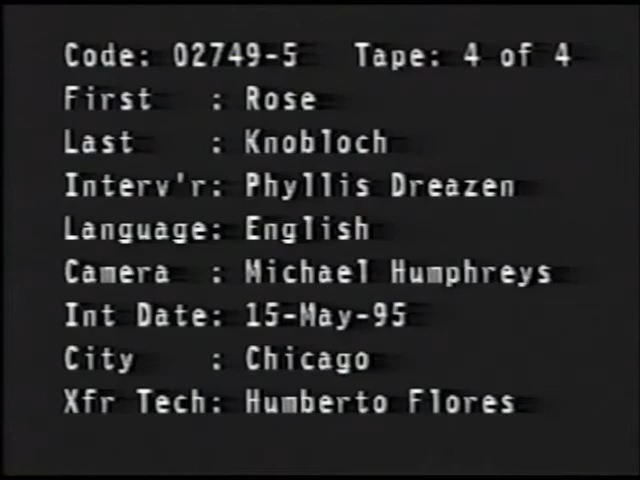 Code: 02749-5 Tape: 4 of 4
First : Rose
Last : Knobloch
Interv'r: Phyllis Dreazen
Language: English
Camera : Michael Humphreys
Int Date: 15-May-95
City : Chicago
Xfr Tech: Humberto Flores